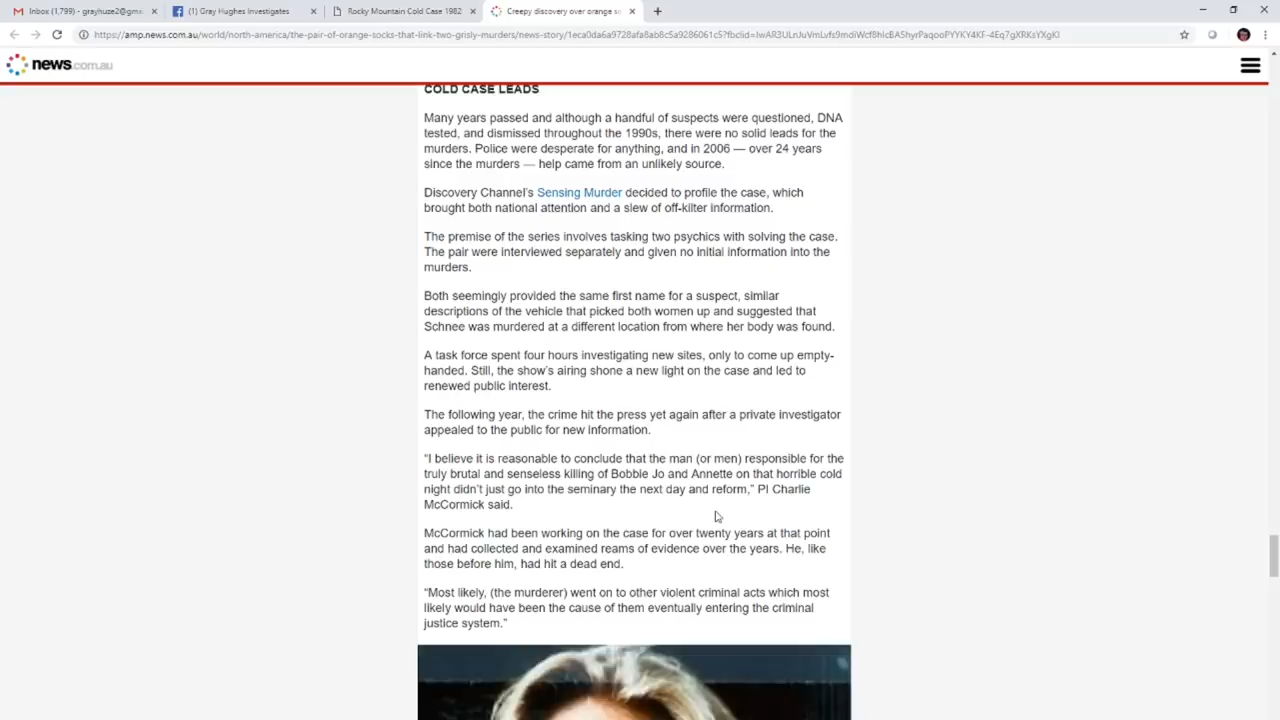 Inbox (1,799) - grayhuze2@gmx
(1) Gray Hughes Investigates
Rocky Mountain Cold Case 1982
Creepy discovery over orange so
news.com.au
COLD CASE LEADS
Many years passed and although a handful of suspects were questioned, DNA
tested, and dismissed throughout the 1990s, there were no solid leads for the
murders. Police were desperate for anything, and in 2006 — over 24 years
since the murders — help came from an unlikely source.
Discovery Channel's Sensing Murder decided to profile the case, which
brought both national attention and a slew of off-kilter information.
The premise of the series involves tasking two psychics with solving the case.
The pair were interviewed separately and given no initial information into the
murders.
Both seemingly provided the same first name for a suspect, similar
descriptions of the vehicle that picked both women up and suggested that
Schnee was murdered at a different location from where her body was found.
A task force spent four hours investigating new sites, only to come up empty-
handed. Still, the show's airing shone a new light on the case and led to
renewed public interest.
The following year, the crime hit the press yet again after a private investigator
appealed to the public for new information.
“I believe it is reasonable to conclude that the man (or men) responsible for the
truly brutal and senseless killing of Bobbie Jo and Annette on that horrible cold
night didn't just go into the seminary the next day and reform,” PI Charlie
McCormick said.
McCormick had been working on the case for over twenty years at that point
and had collected and examined reams of evidence over the years. He, like
those before him, had hit a dead end.
“Most likely, (the murderer) went on to other violent criminal acts which most
likely would have been the cause of them eventually entering the criminal
justice system.”